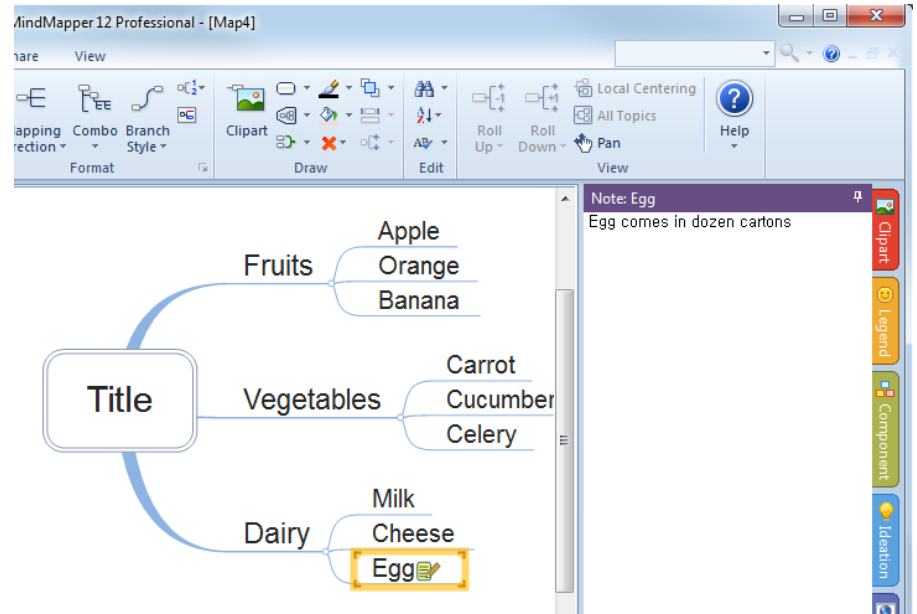 MindMapper 12 Professional - [Map4]
hare View
lapping Combo Branch
rection Style
Clipart
Roll Roll
Up Down
Local Centering
All Topics
Pan
Help
Format Draw Edit View
Note: Egg
Egg comes in dozen cartons
Apple
Fruits Orange
Banana
Carrot
Title Vegetables Cucumber
Celery
Milk
Dairy Cheese
Egg
Clipart
Legend
Component
Ideation